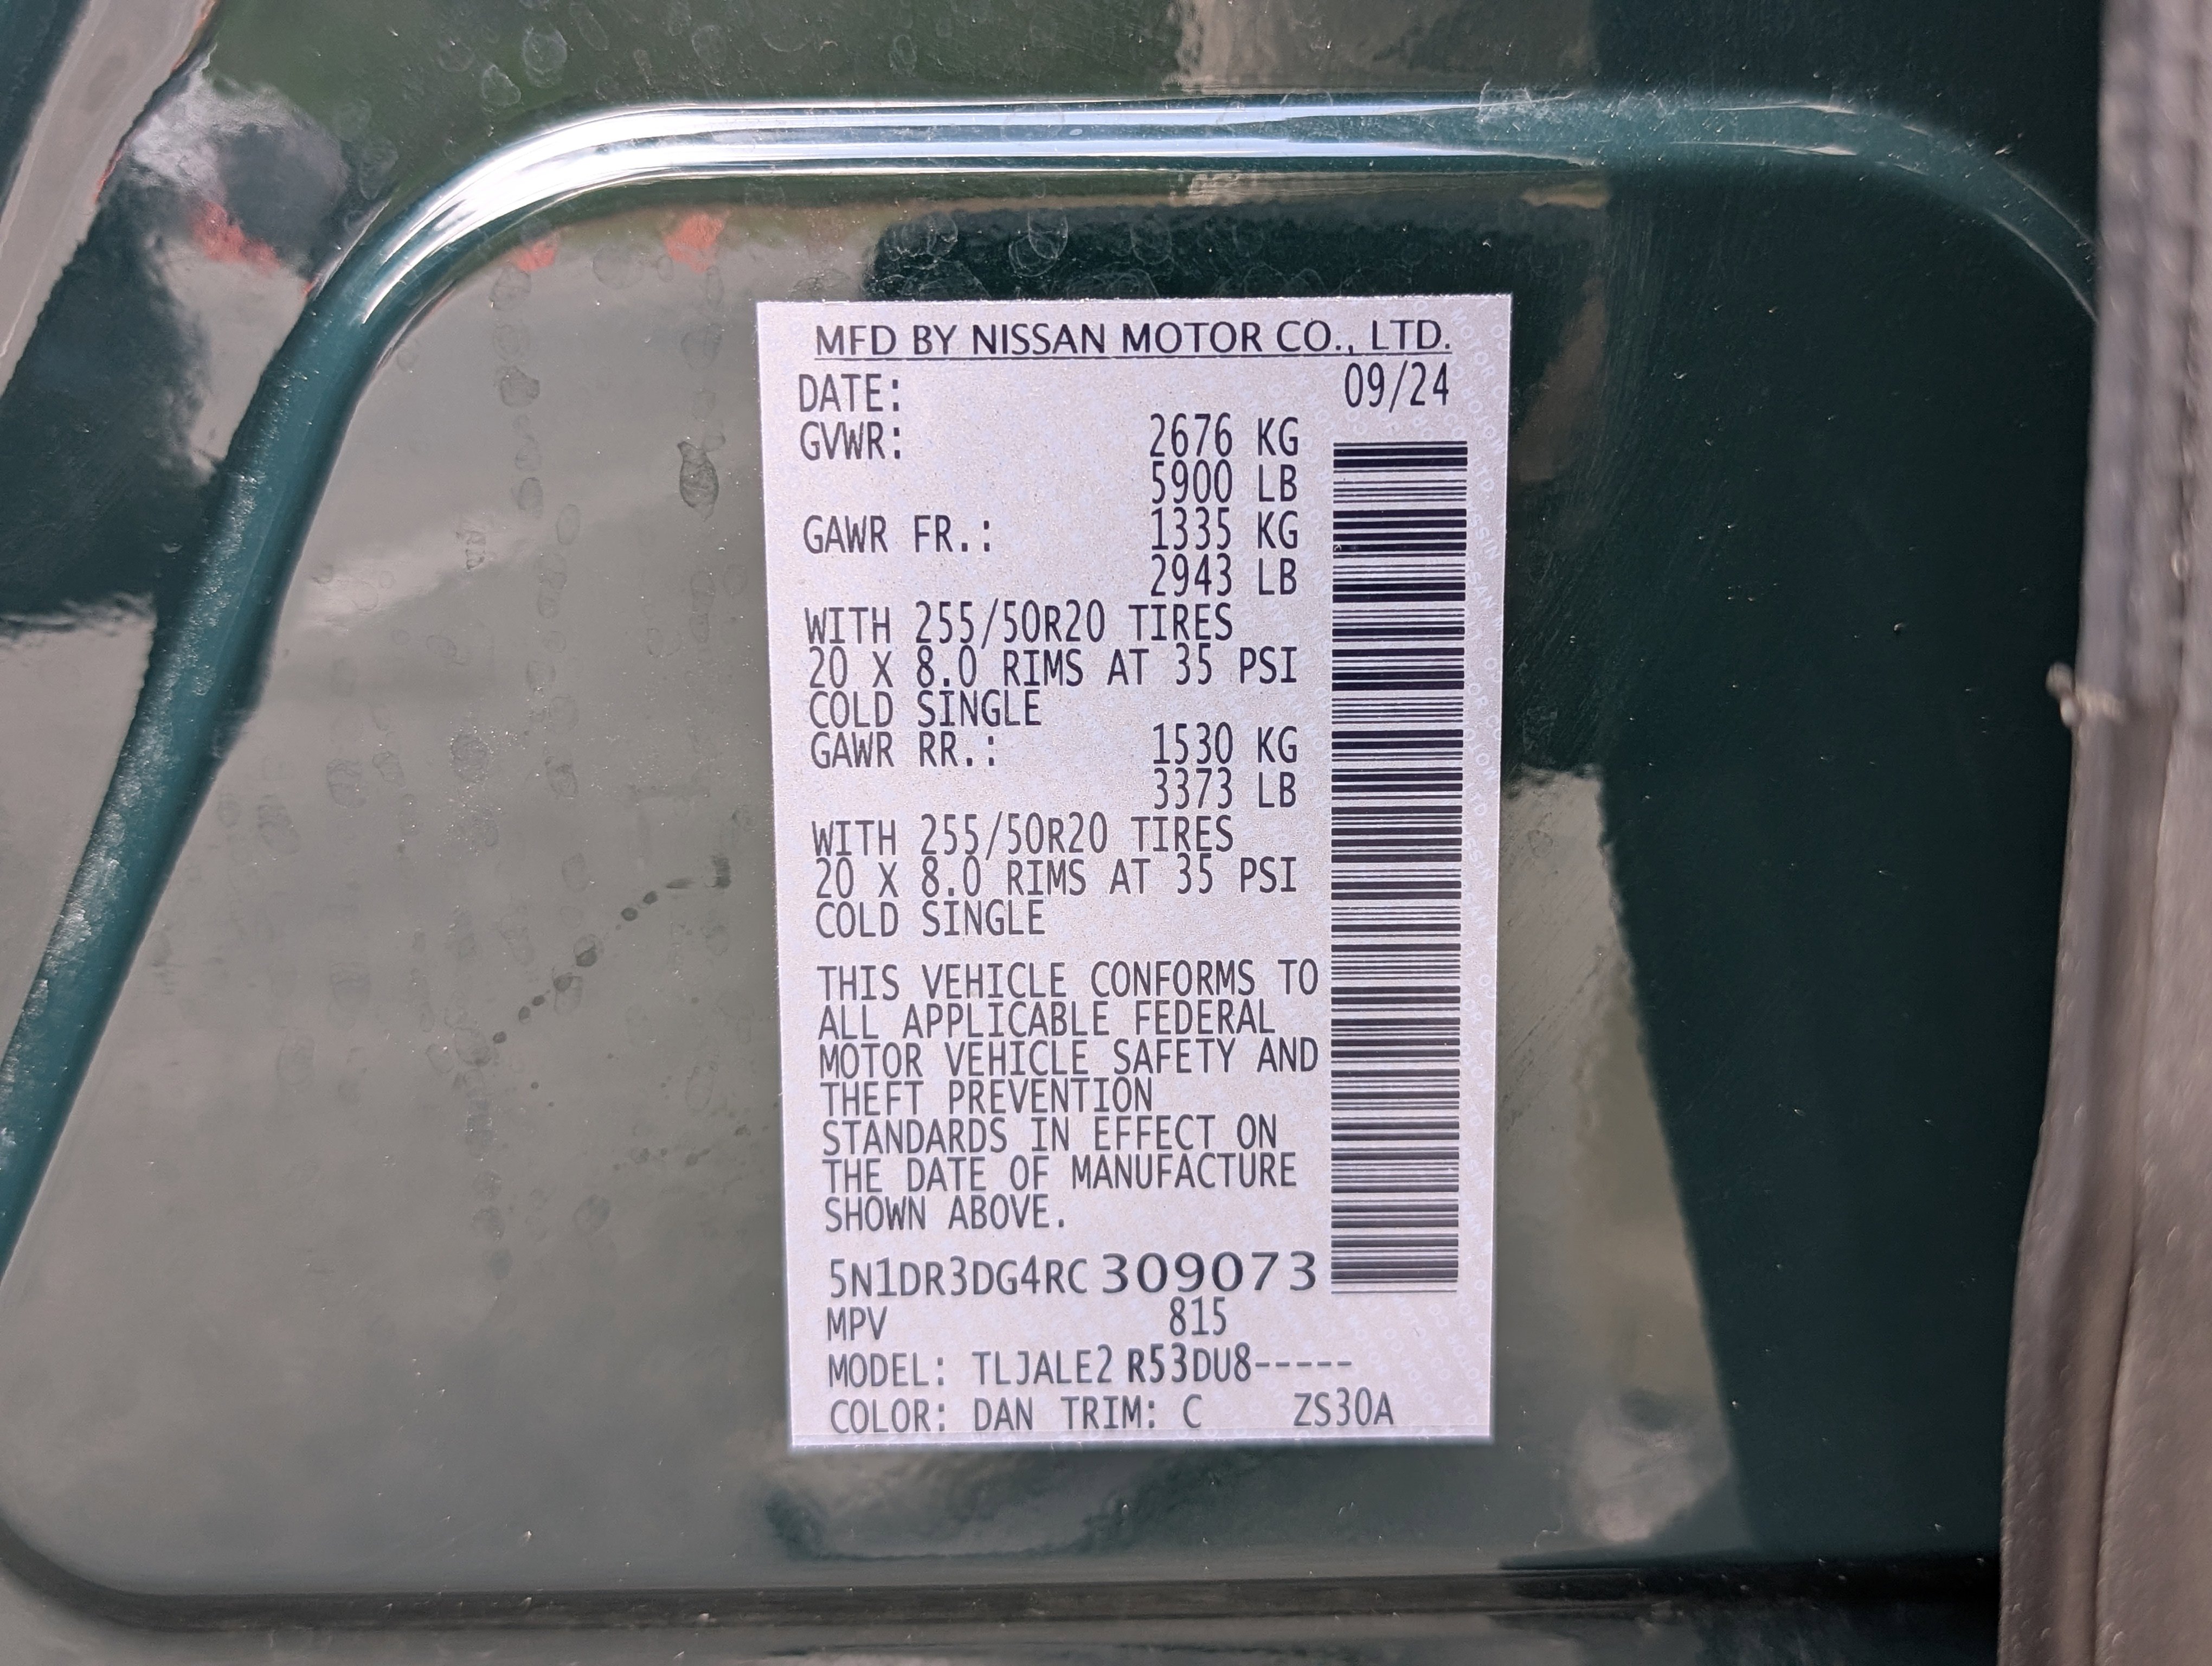 MFD BY NISSAN MOTOR CO., LTD.
DATE: 09/24
GVWR: 2676 KG
5900 LB
GAWR FR.: 1335 KG
2943 LB
WITH 255/50R20 TIRES
20 X 8.0 RIMS AT 35 PSI
COLD SINGLE
GAWR RR.: 1530 KG
3373 LB
WITH 255/50R20 TIRES
20 X 8.0 RIMS AT 35 PSI
COLD SINGLE
THIS VEHICLE CONFORMS TO
ALL APPLICABLE FEDERAL
MOTOR VEHICLE SAFETY AND
THEFT PREVENTION
STANDARDS IN EFFECT ON
THE DATE OF MANUFACTURE
SHOWN ABOVE.
5N1DR3DG4RC309073
MPV 815
MODEL: TLJALE2 R53DU8-----
COLOR: DAN TRIM: C ZS30A